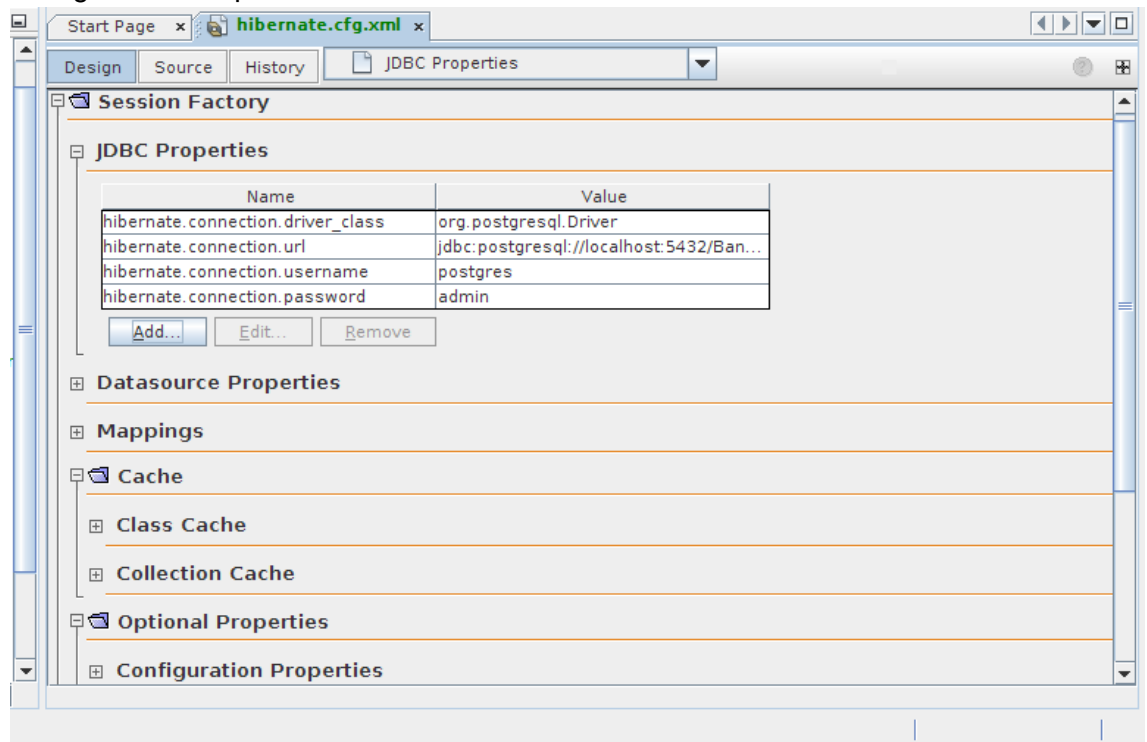 Start Page x hibernate.cfg.xml x
Design Source History JDBC Properties
Session Factory
JDBC Properties
Name Value
hibernate.connection.driver_class org.postgresql.Driver
hibernate.connection.url jdbc:postgresql://localhost:5432/Ban...
hibernate.connection.username postgres
hibernate.connection.password admin
Add... Edit... Remove
Datasource Properties
Mappings
Cache
Class Cache
Collection Cache
Optional Properties
Configuration Properties